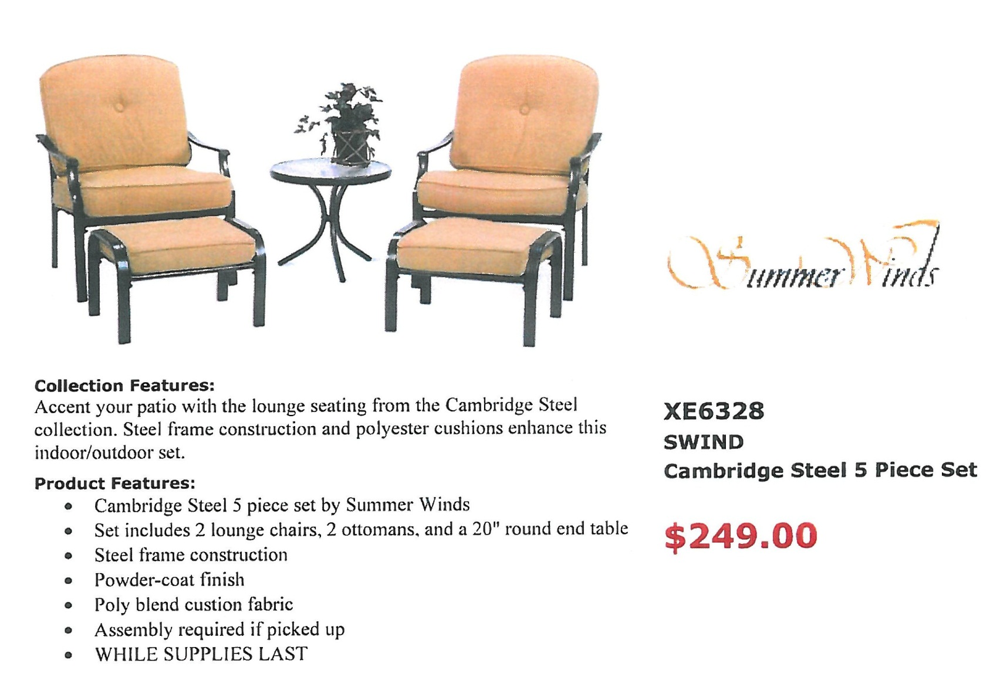 Summer Winds
Collection Features:
Accent your patio with the lounge seating from the Cambridge Steel
collection. Steel frame construction and polyester cushions enhance this
indoor/outdoor set.
Product Features:
• Cambridge Steel 5 piece set by Summer Winds
• Set includes 2 lounge chairs, 2 ottomans, and a 20" round end table
• Steel frame construction
• Powder-coat finish
• Poly blend custion fabric
• Assembly required if picked up
• WHILE SUPPLIES LAST
XE6328
SWIND
Cambridge Steel 5 Piece Set
$249.00